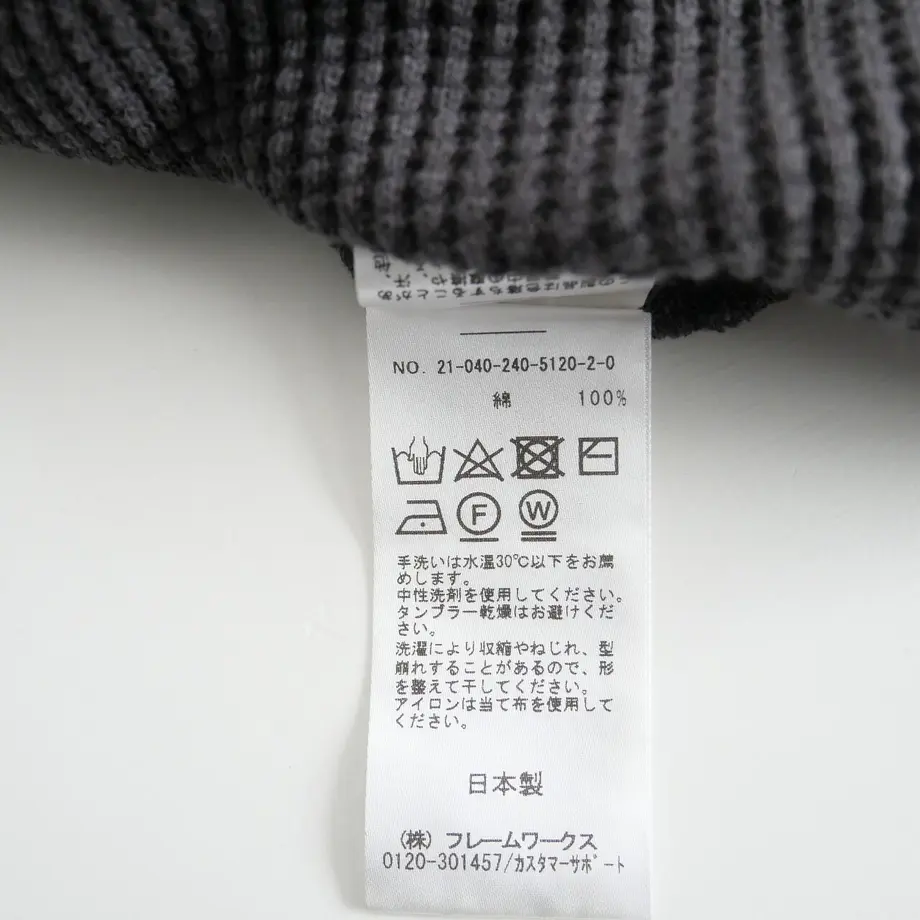 NO. 21-040-240-5120-2-0
綿 100%
F W
手洗いは水温30℃以下をお薦
めします。
中性洗剤を使用してください。
タンブラー乾燥はお避けくだ
さい。
洗濯により収縮やねじれ、型
崩れすることがあるので、形
を整えて干してください。
アイロンは当て布を使用して
ください。
日本製
(株) フレームワークス
0120-301457/カスタマーサポート